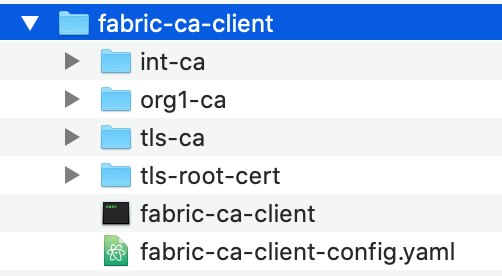 fabric-ca-client
int-ca
org1-ca
tls-ca
tls-root-cert
fabric-ca-client
fabric-ca-client-config.yaml